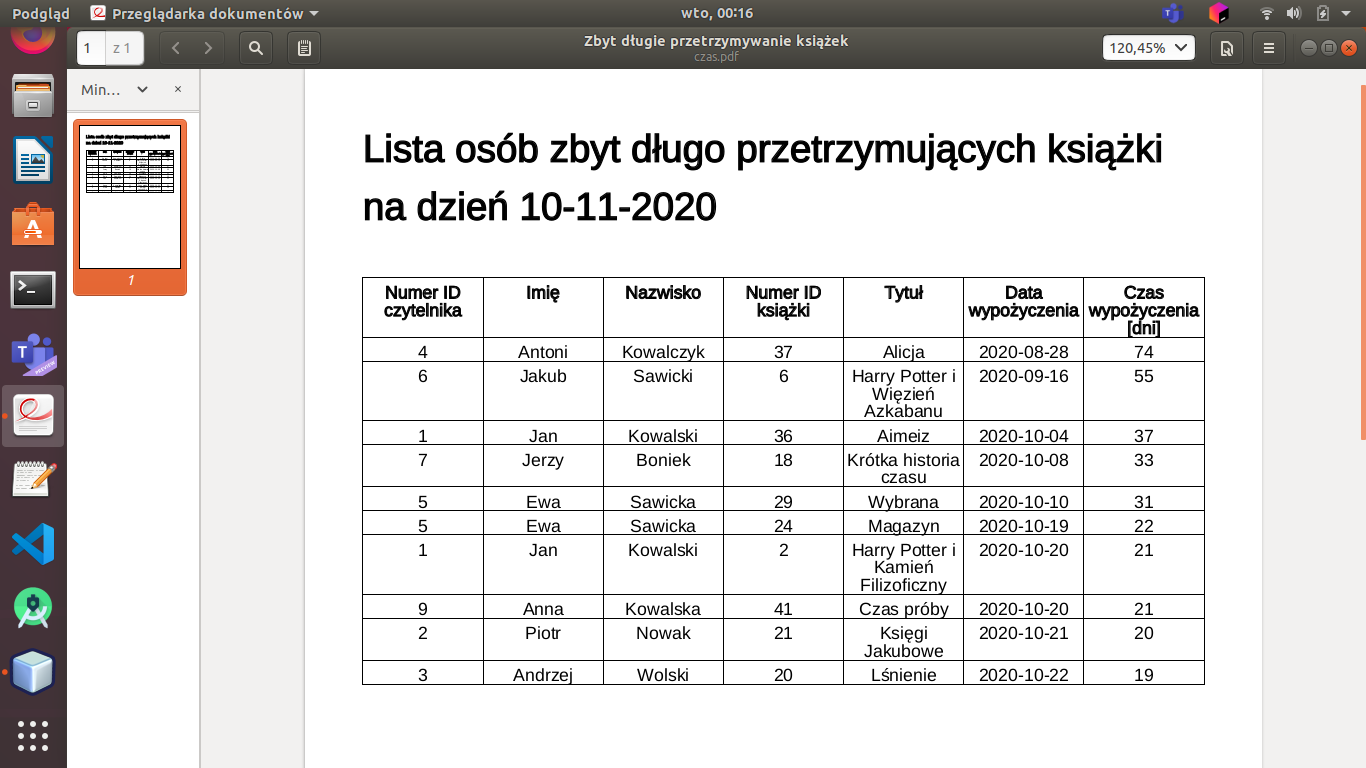 Podgląd Przeglądarka dokumentów wto, 00:16
1 z 1 Zbyt długie przetrzymywanie książek 120,45%
czas.pdf
Min...
1
Lista osób zbyt długo przetrzymujących książki
na dzień 10-11-2020
Numer ID Imię Nazwisko Numer ID Tytuł Data Czas
czytelnika książki wypożyczenia wypożyczenia
[dni]
4 Antoni Kowalczyk 37 Alicja 2020-08-28 74
6 Jakub Sawicki 6 Harry Potter i 2020-09-16 55
Więzień
Azkabanu
1 Jan Kowalski 36 Aimeiz 2020-10-04 37
7 Jerzy Boniek 18 Krótka historia 2020-10-08 33
czasu
5 Ewa Sawicka 29 Wybrana 2020-10-10 31
5 Ewa Sawicka 24 Magazyn 2020-10-19 22
1 Jan Kowalski 2 Harry Potter i 2020-10-20 21
Kamień
Filizoficzny
9 Anna Kowalska 41 Czas próby 2020-10-20 21
2 Piotr Nowak 21 Księgi 2020-10-21 20
Jakubowe
3 Andrzej Wolski 20 Lśnienie 2020-10-22 19